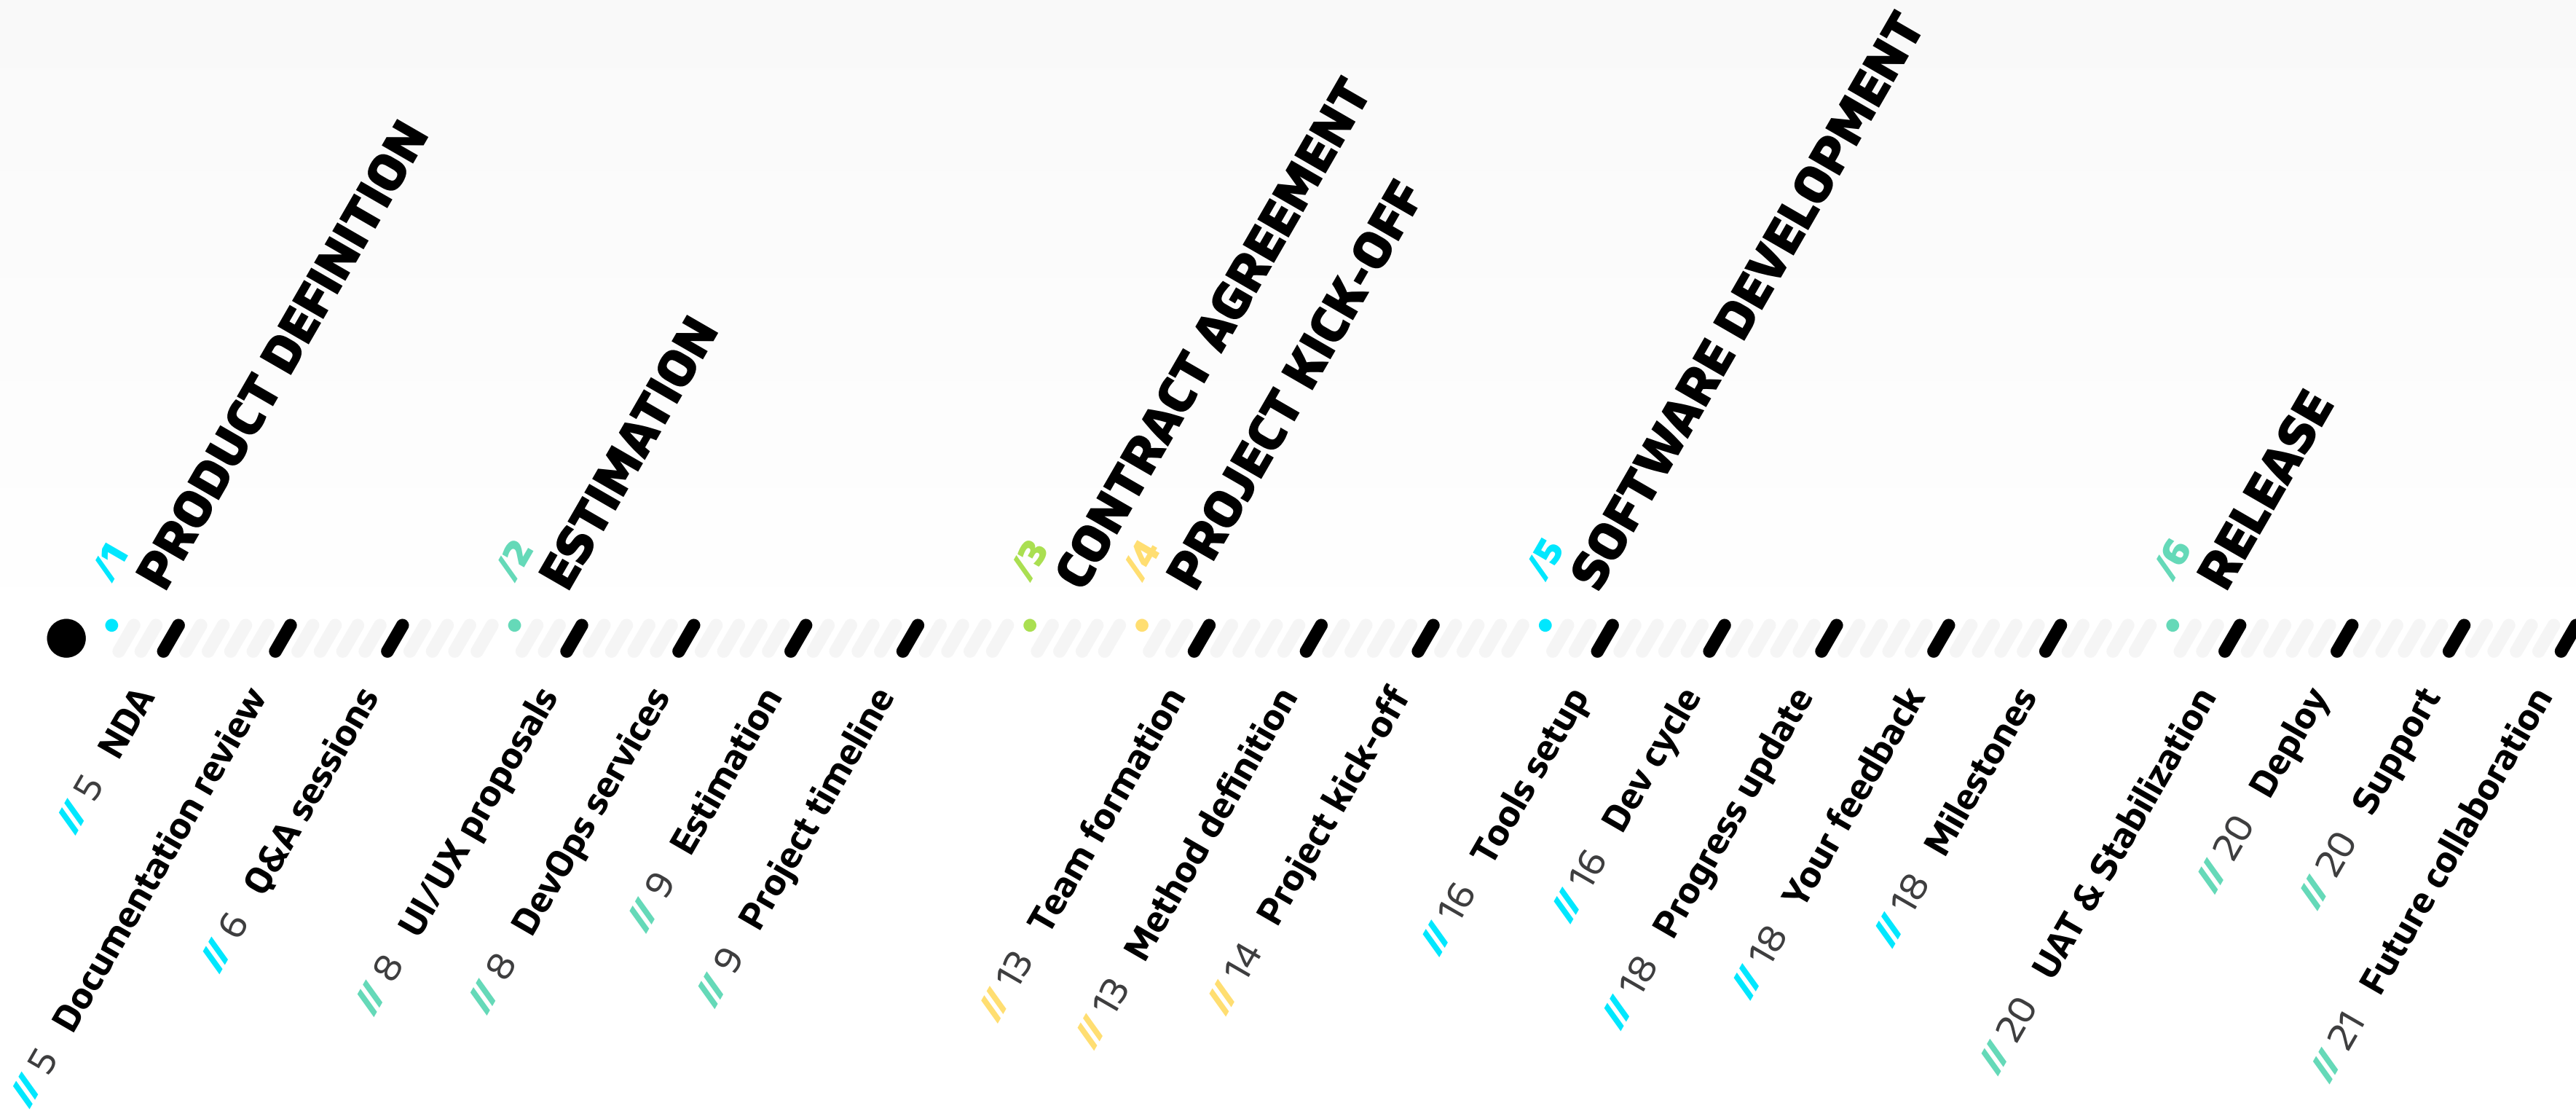 /1 PRODUCT DEFINITION
// 5 NDA
// 5 Documentation review
// 6 Q&A sessions
/2 ESTIMATION
// 8 UI/UX proposals
// 8 DevOps services
// 9 Estimation
// 9 Project timeline
/3 CONTRACT AGREEMENT
/4 PROJECT KICK-OFF
// 13 Team formation
// 13 Method definition
// 14 Project kick-off
/5 SOFTWARE DEVELOPMENT
// 16 Tools setup
// 16 Dev cycle
// 18 Progress update
// 18 Your feedback
// 18 Milestones
/6 RELEASE
// 20 UAT & Stabilization
// 20 Deploy
// 20 Support
// 21 Future collaboration